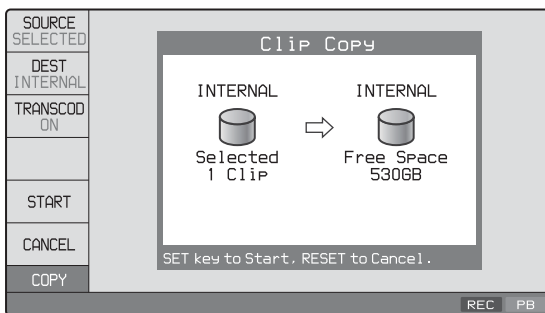 SOURCE
SELECTED
DEST
INTERNAL
TRANSCOD
ON
START
CANCEL
COPY
Clip Copy
INTERNAL
INTERNAL
Selected
1 Clip
Free Space
530GB
SET key to Start, RESET to Cancel.
REC
PB